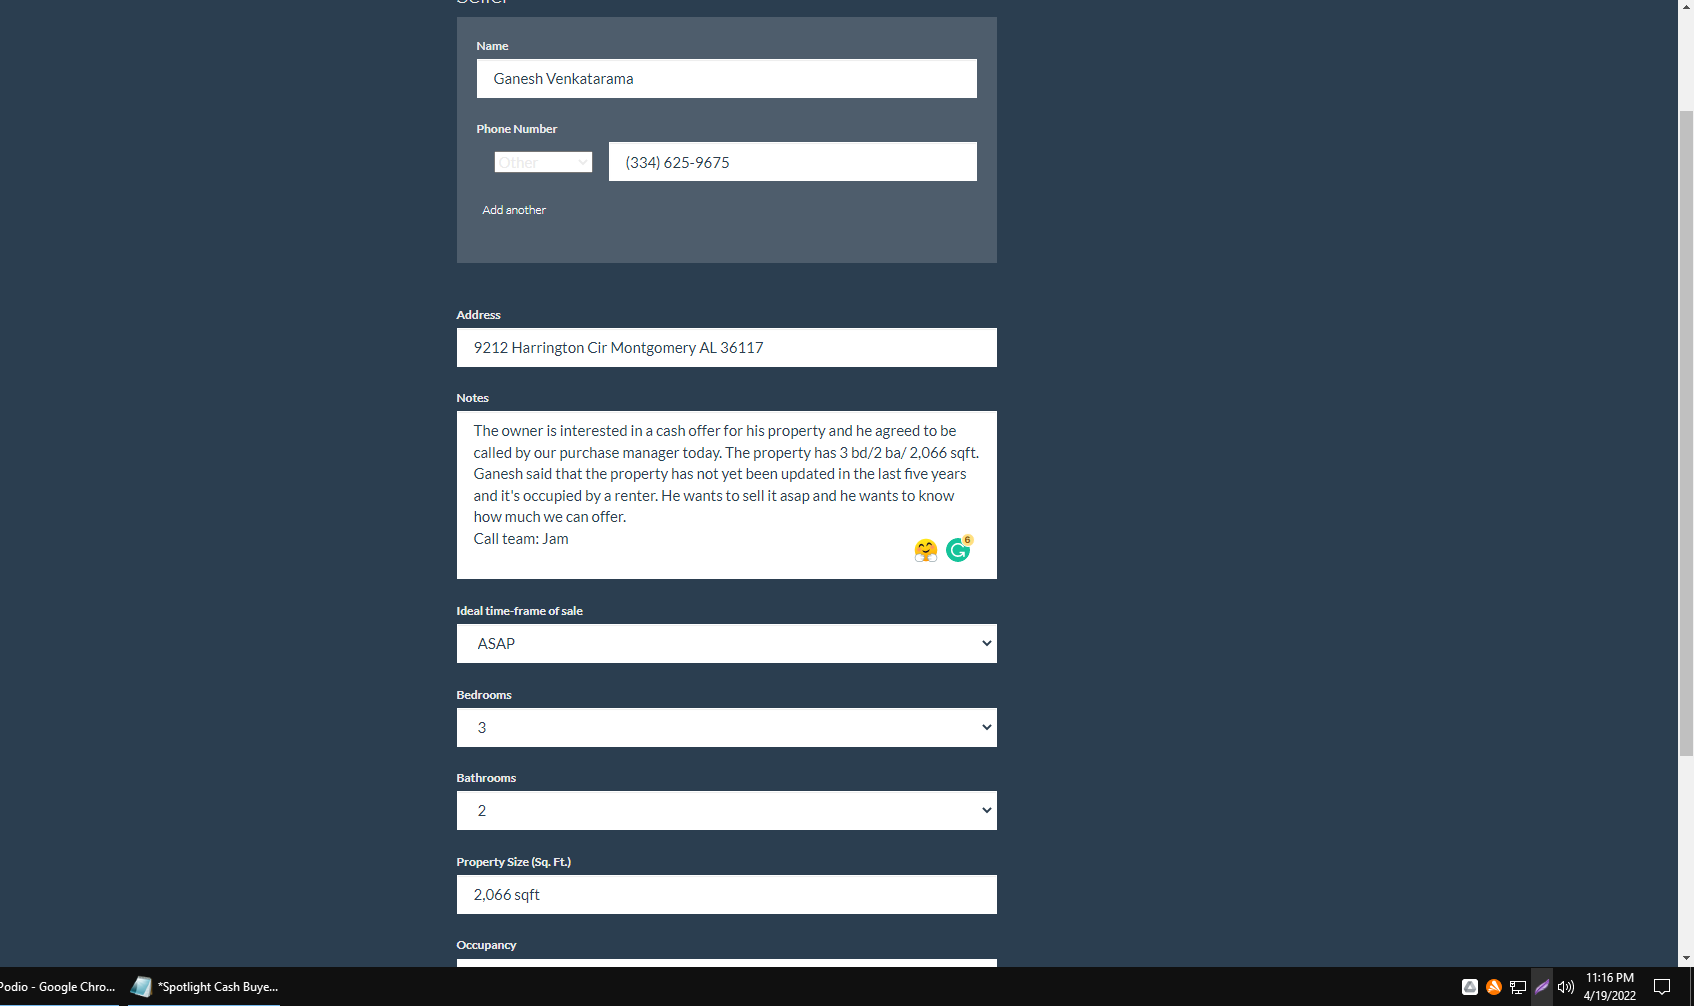 Seller
Name
Ganesh Venkatarama
Phone Number
Other
(334) 625-9675
Add another
Address
9212 Harrington Cir Montgomery AL 36117
Notes
The owner is interested in a cash offer for his property and he agreed to be
called by our purchase manager today. The property has 3 bd/2 ba/ 2,066 sqft.
Ganesh said that the property has not yet been updated in the last five years
and it's occupied by a renter. He wants to sell it asap and he wants to know
how much we can offer.
Call team: Jam
6
Ideal time-frame of sale
ASAP
Bedrooms
3
Bathrooms
2
Property Size (Sq. Ft.)
2,066 sqft
Occupancy
Podio - Google Chro...
*Spotlight Cash Buye...
11:16 PM
4/19/2022